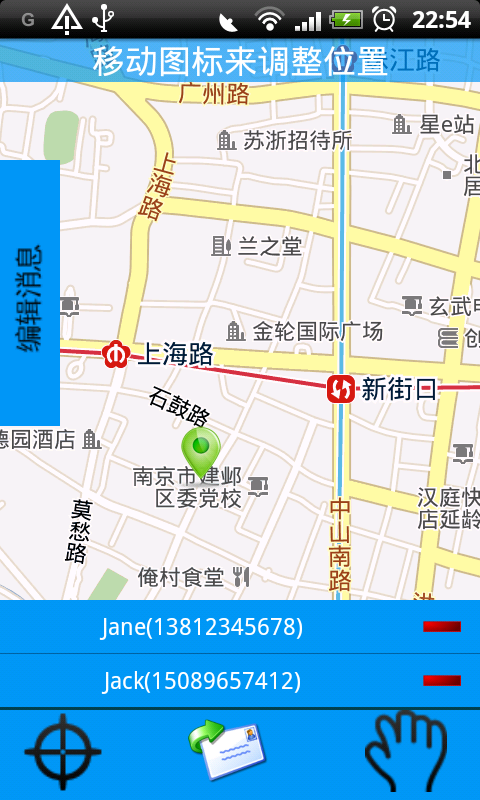 G
22:54
移动图标来调整位置
珠江路
广州路
星e站
苏浙招待所
北
居
上海路
兰之堂
编辑消息
玄武中
金轮国际广场
创
上海路
新街口
石鼓路
德园酒店
南京市建邺
区委党校
莫愁路
汉庭快
店延龄
中山南路
俺村食堂
洪
Jane(13812345678)
Jack(15089657412)